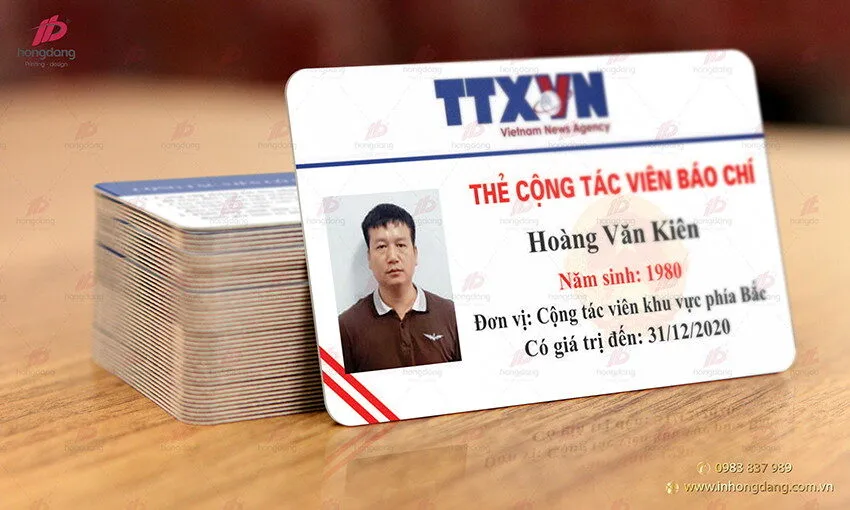 hongdang
Printing - design
TTXVN
Vietnam News Agency
THẺ CỘNG TÁC VIÊN BÁO CHÍ
Hoàng Văn Kiên
Năm sinh: 1980
Đơn vị: Cộng tác viên khu vực phía Bắc
Có giá trị đến: 31/12/2020
0983 837 989
www.inhongdang.com.vn